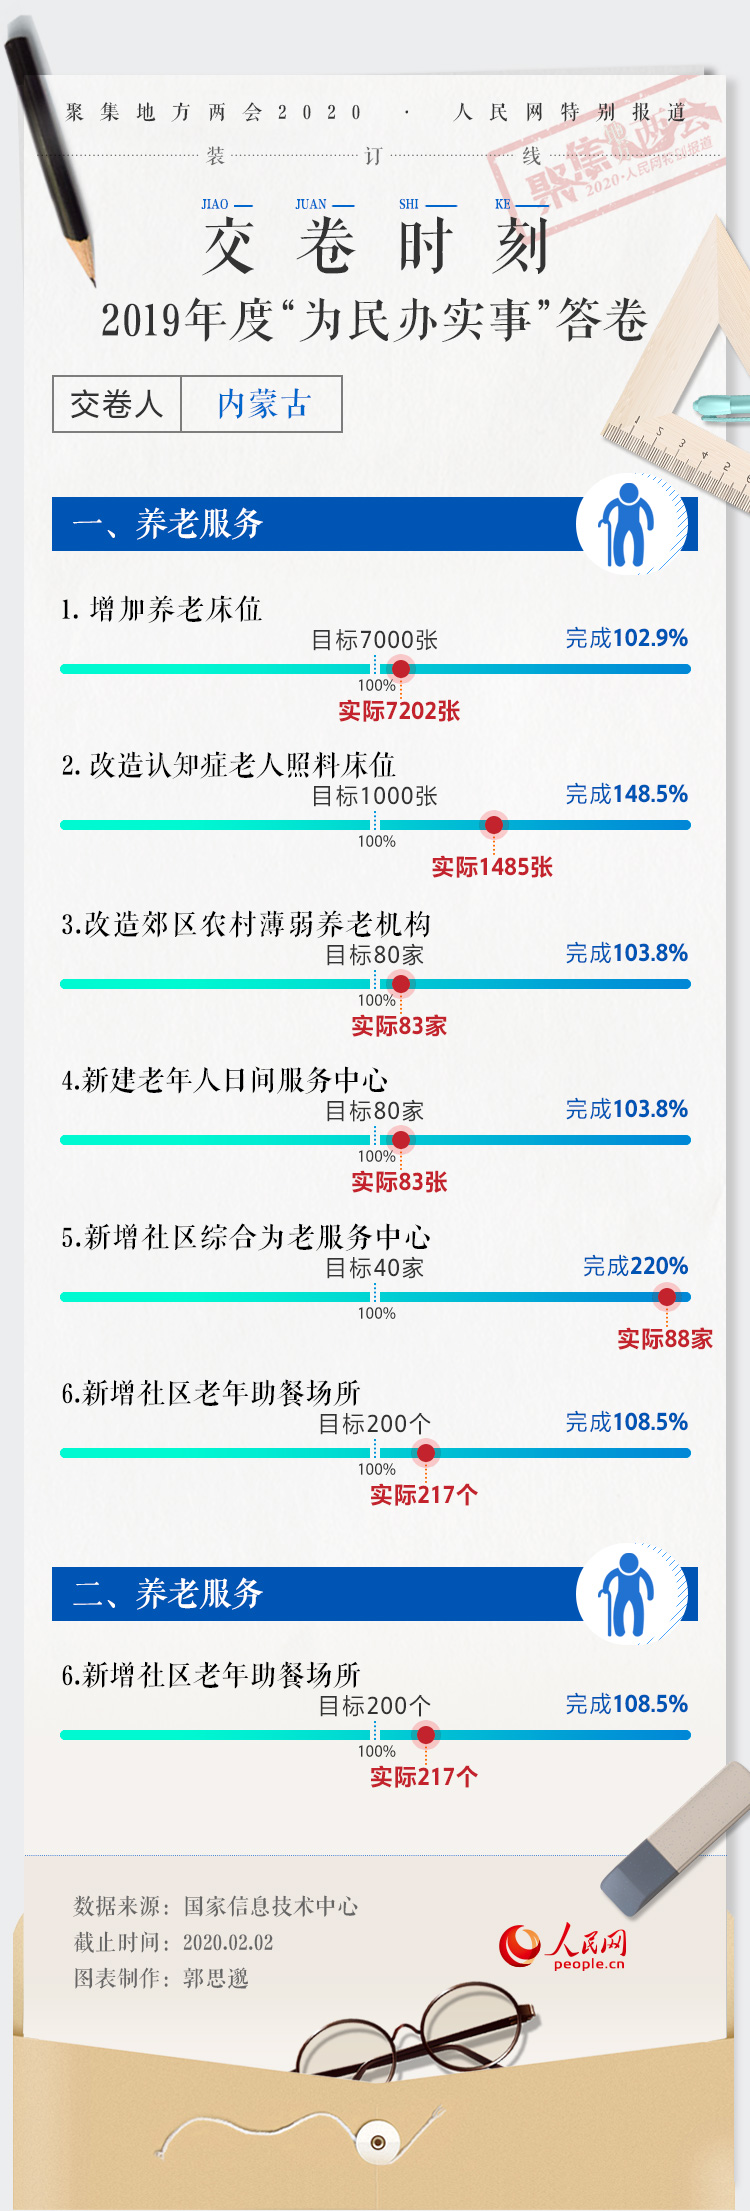 聚集地方两会2020 · 人民网特别报道
装 订 线
聚焦地方两会
2020·人民网特别报道
JIAO JUAN SHI KE
交卷时刻
2019年度“为民办实事”答卷
交卷人 内蒙古
1 2 3 4 5 6
一、养老服务
1. 增加养老床位
目标7000张 完成102.9%
100%
实际7202张
2. 改造认知症老人照料床位
目标1000张 完成148.5%
100%
实际1485张
3.改造郊区农村薄弱养老机构
目标80家 完成103.8%
100%
实际83家
4.新建老年人日间服务中心
目标80家 完成103.8%
100%
实际83张
5.新增社区综合为老服务中心
目标40家 完成220%
100%
实际88家
6.新增社区老年助餐场所
目标200个 完成108.5%
100%
实际217个
二、养老服务
6.新增社区老年助餐场所
目标200个 完成108.5%
100%
实际217个
数据来源：国家信息技术中心
截止时间：2020.02.02
图表制作：郭思邈
人民网
people.cn